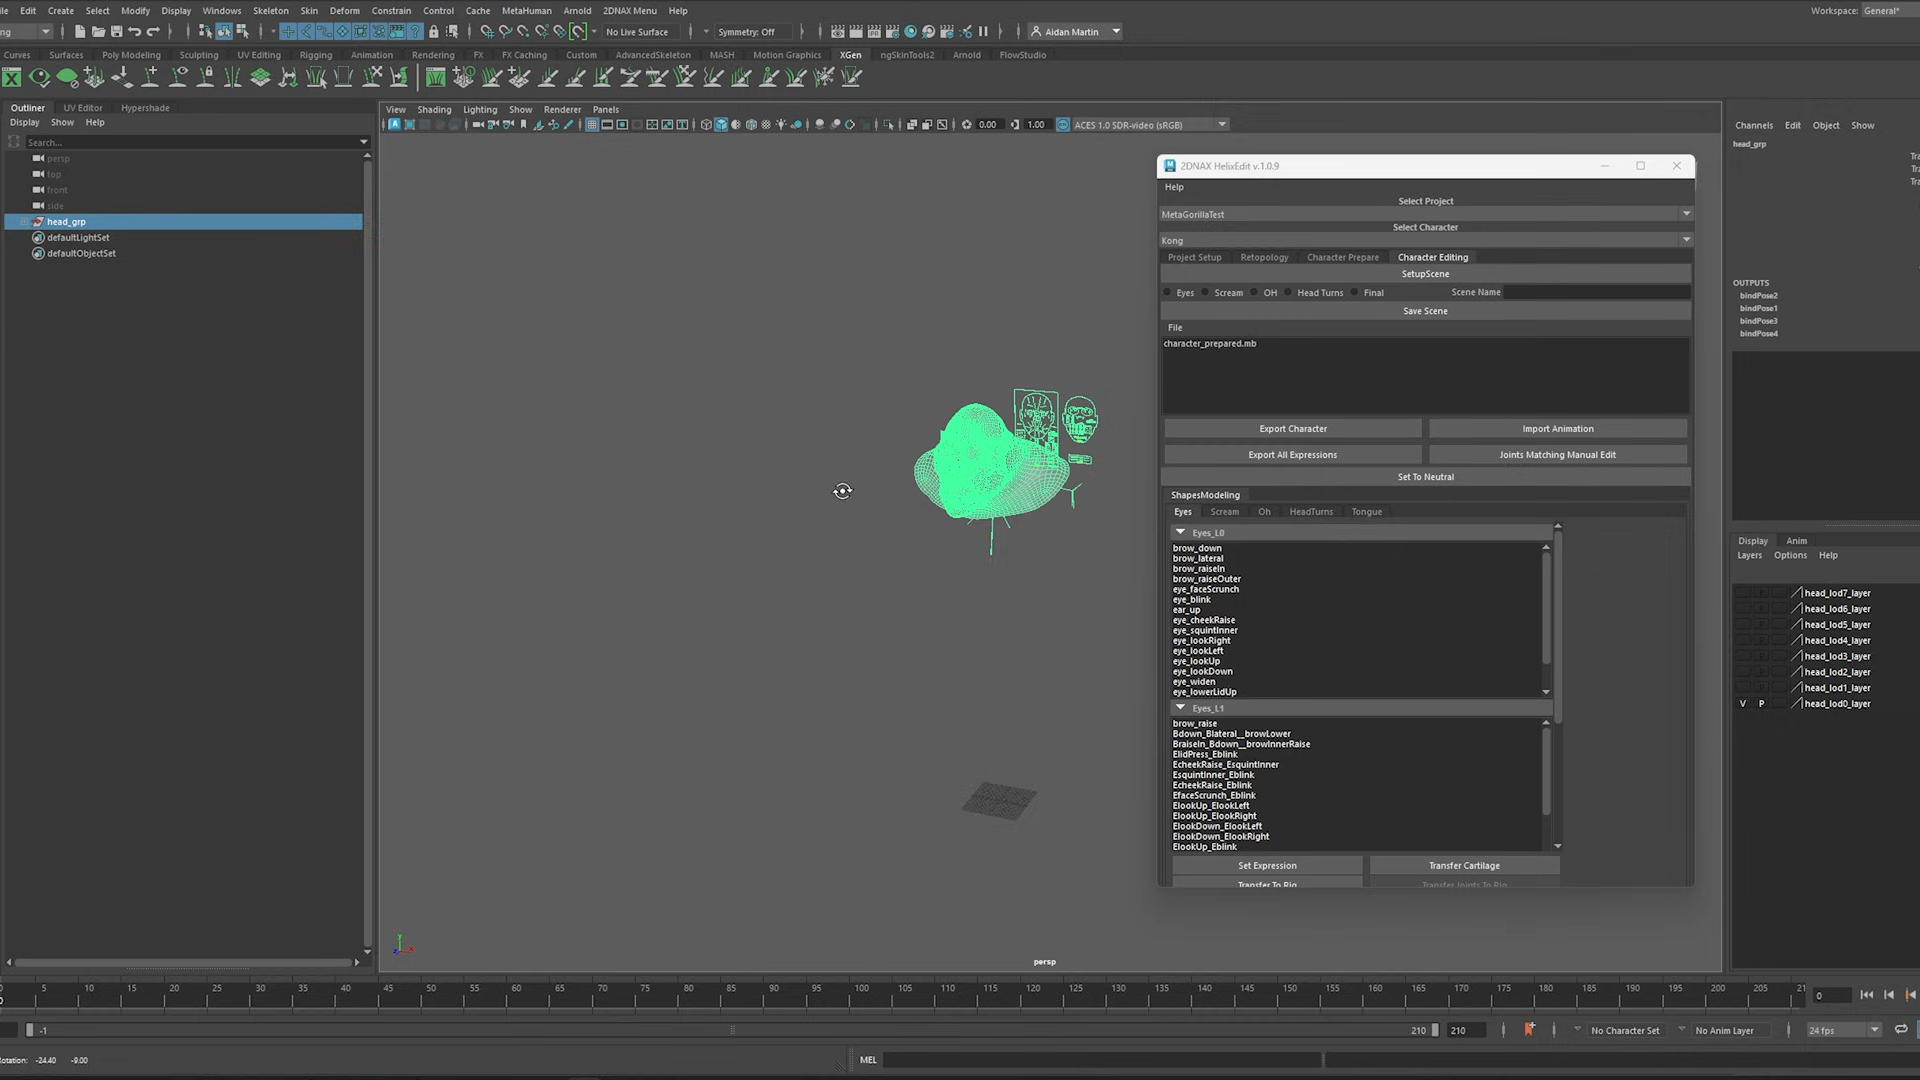 Edit Create Select Modify Display Windows Skeleton Skin Deform Constrain Control Cache MetaHuman Arnold 2DNAX Menu Help
Workspace: General*
No Live Surface
Symmetry: Off
Aidan Martin
Curves Surfaces Poly Modeling Sculpting UV Editing Rigging Animation Rendering FX FX Caching Custom AdvancedSkeleton MASH Motion Graphics XGen ngSkinTools2 Arnold FlowStudio
Outliner UV Editor Hypershade
Display Show Help
Search...
persp
top
front
side
head_grp
defaultLightSet
defaultObjectSet
View Shading Lighting Show Renderer Panels
0.00
1.00
ACES 1.0 SDR-video (sRGB)
persp
2DNAX HelixEdit v.1.0.9
Help
Select Project
MetaGorillaTest
Select Character
Kong
Project Setup Retopology Character Prepare Character Editing
SetupScene
Eyes Scream OH Head Turns Final Scene Name
Save Scene
File
character_prepared.mb
Export Character Import Animation
Export All Expressions Joints Matching Manual Edit
Set To Neutral
ShapesModeling
Eyes Scream Oh HeadTurns Tongue
Eyes_L0
brow_down
brow_lateral
brow_raiseIn
brow_raiseOuter
eye_faceScrunch
eye_blink
ear_up
eye_cheekRaise
eye_squintInner
eye_lookRight
eye_lookLeft
eye_lookUp
eye_lookDown
eye_widen
eye_lowerLidUp
Eyes_L1
brow_raise
Bdown_Blateral__browLower
BraiseIn_Bdown__browInnerRaise
ElidPress_Eblink
EcheekRaise_EsquintInner
EsquintInner_Eblink
EcheekRaise_Eblink
EfaceScrunch_Eblink
ElookUp_ElookLeft
ElookUp_ElookRight
ElookDown_ElookLeft
ElookDown_ElookRight
ElookUp_Eblink
Set Expression Transfer Cartilage
Transfer To Rig Transfer Joints To Rig
Channels Edit Object Show
head_grp
OUTPUTS
bindPose2
bindPose1
bindPose3
bindPose4
Display Anim
Layers Options Help
head_lod7_layer
head_lod6_layer
head_lod5_layer
head_lod4_layer
head_lod3_layer
head_lod2_layer
head_lod1_layer
V P head_lod0_layer
5 10 15 20 25 30 35 40 45 50 55 60 65 70 75 80 85 90 95 100 105 110 115 120 125 130 135 140 145 150 155 160 165 170 175 180 185 190 195 200 205
0
-1
210
210
No Character Set
No Anim Layer
24 fps
-24.40 -9.00
MEL